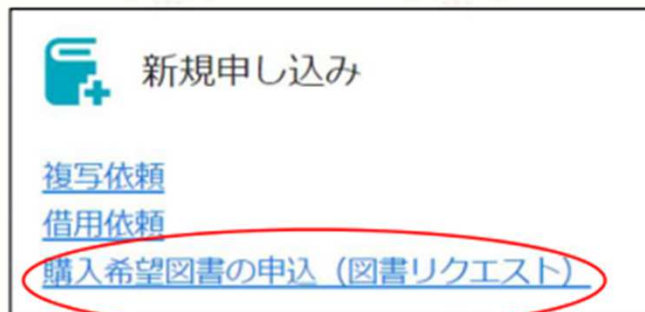 新規申し込み
複写依頼
借用依頼
購入希望図書の申込（図書リクエスト）